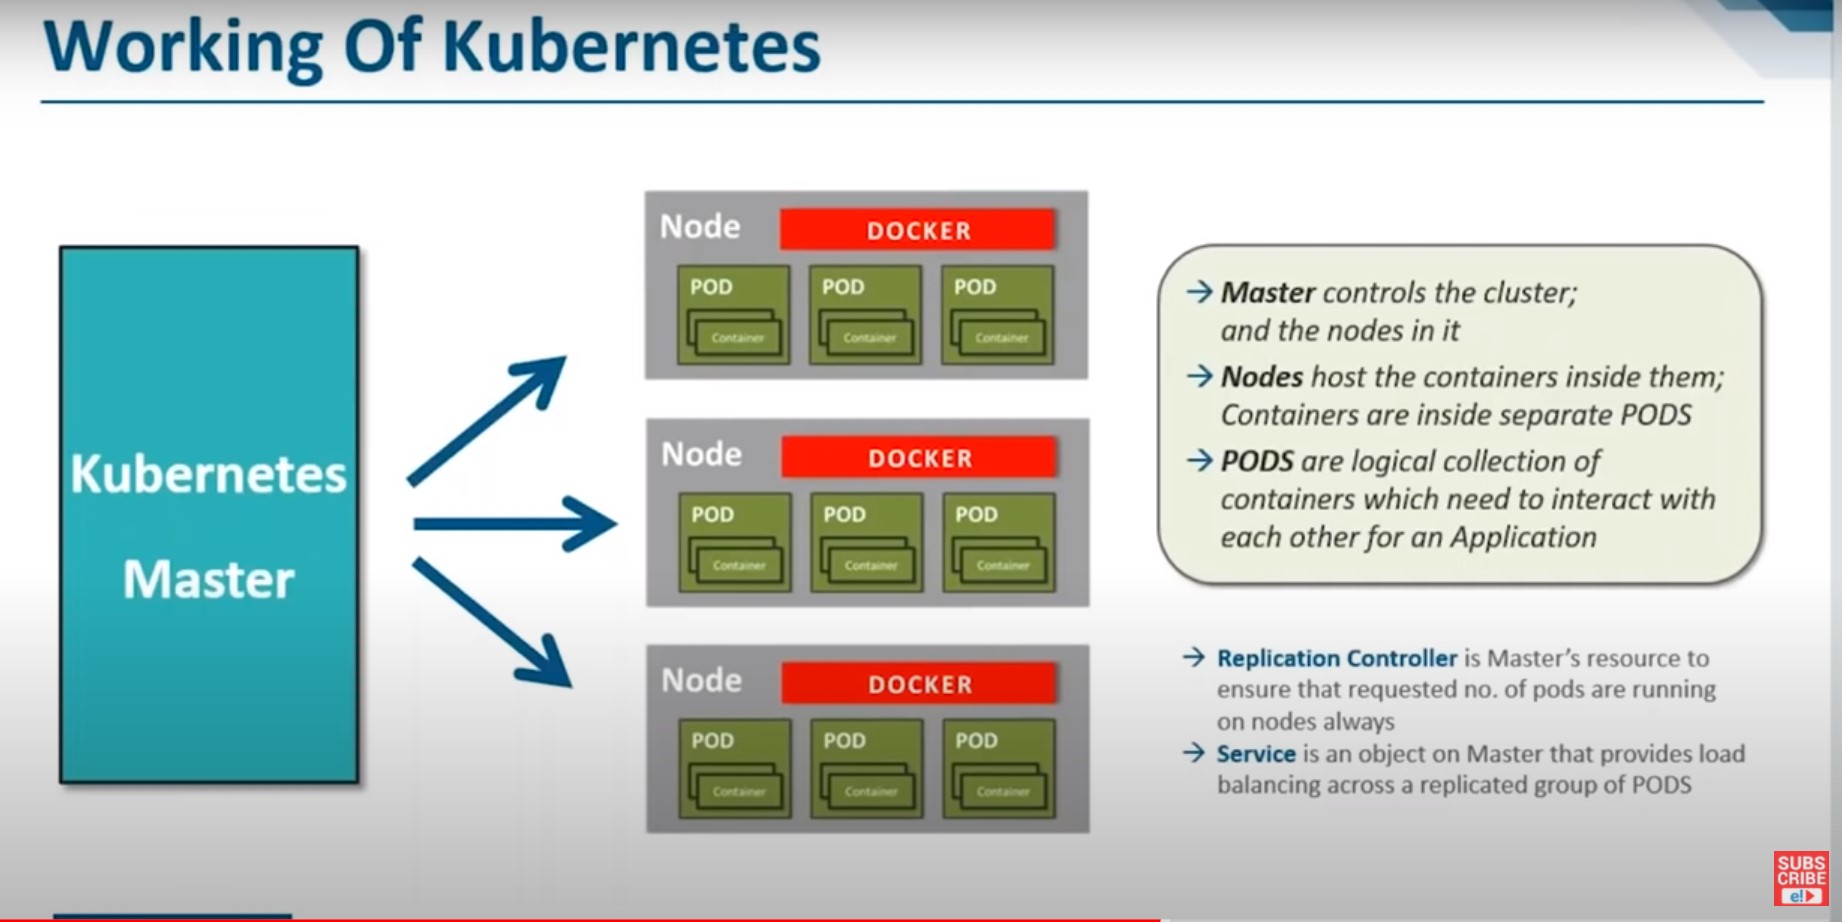 Working Of Kubernetes
Kubernetes
Master
Node
DOCKER
POD
POD
POD
Container
Container
Container
Node
DOCKER
POD
POD
POD
Container
Container
Container
Node
DOCKER
POD
POD
POD
Container
Container
Container
→ Master controls the cluster;
and the nodes in it
→ Nodes host the containers inside them;
Containers are inside separate PODS
→ PODS are logical collection of
containers which need to interact with
each other for an Application
→ Replication Controller is Master’s resource to
ensure that requested no. of pods are running
on nodes always
→ Service is an object on Master that provides load
balancing across a replicated group of PODS
SUBS
CRIBE
e!